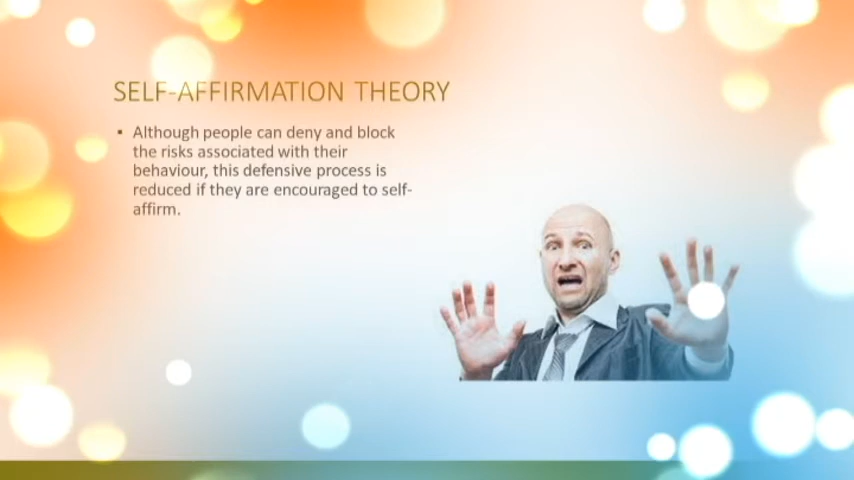 SELF-AFFIRMATION THEORY
▪ Although people can deny and block
the risks associated with their
behaviour, this defensive process is
reduced if they are encouraged to self-
affirm.